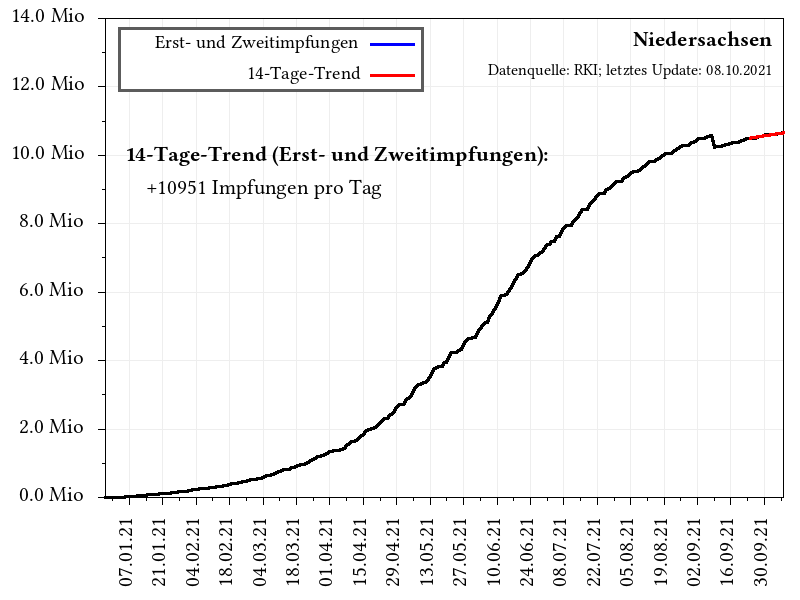 14.0 Mio
12.0 Mio
10.0 Mio
8.0 Mio
6.0 Mio
4.0 Mio
2.0 Mio
0.0 Mio
Erst- und Zweitimpfungen
14-Tage-Trend
Niedersachsen
Datenquelle: RKI; letztes Update: 08.10.2021
14-Tage-Trend (Erst- und Zweitimpfungen):
+10951 Impfungen pro Tag
07.01.21
21.01.21
04.02.21
18.02.21
04.03.21
18.03.21
01.04.21
15.04.21
29.04.21
13.05.21
27.05.21
10.06.21
24.06.21
08.07.21
22.07.21
05.08.21
19.08.21
02.09.21
16.09.21
30.09.21